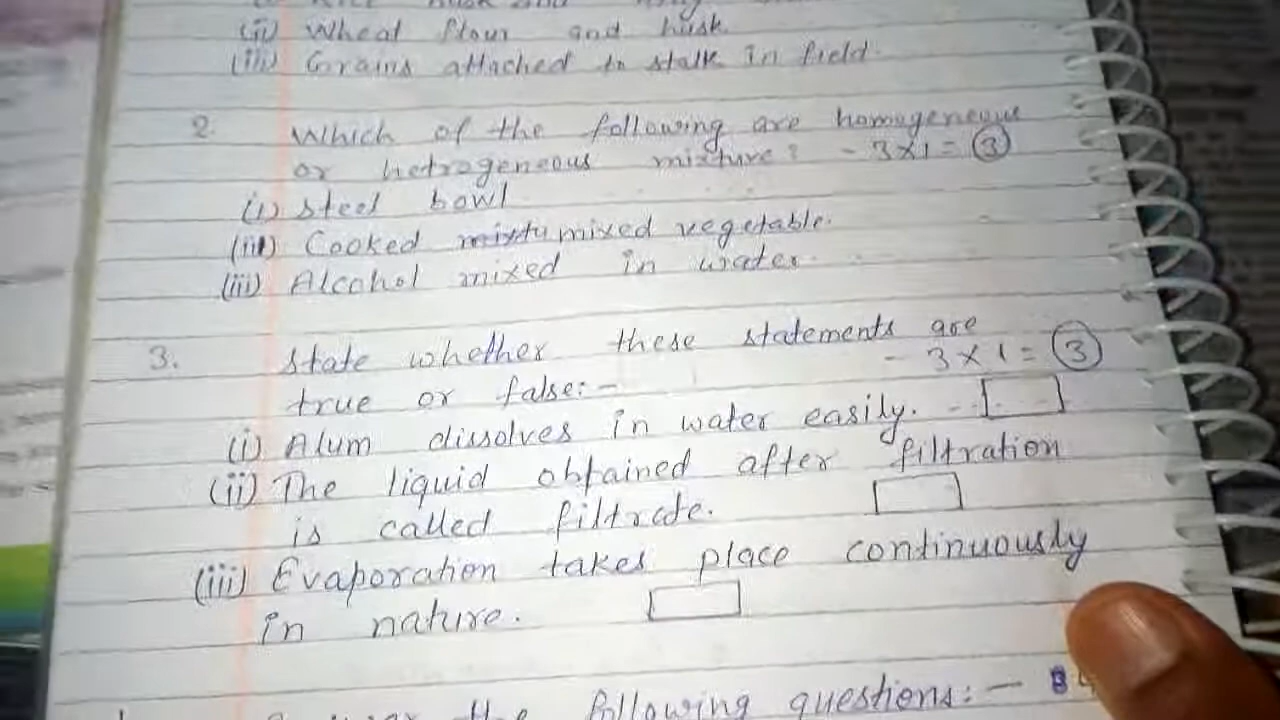 (ii) Wheat flour and husk
(iii) Grains attached to stalk in field.
2. Which of the following are homogeneous
or hetrogeneous mixture? - 3x1 = 3
(i) Steel bowl
(ii) Cooked mixed vegetable.
(iii) Alcohol mixed in water.
3. State whether these statements are
true or false:- - 3 x 1 = 3
(i) Alum dissolves in water easily. -
(ii) The liquid obtained after filtration
is called filtrate.
(iii) Evaporation takes place continuously
in nature.
the following questions: -